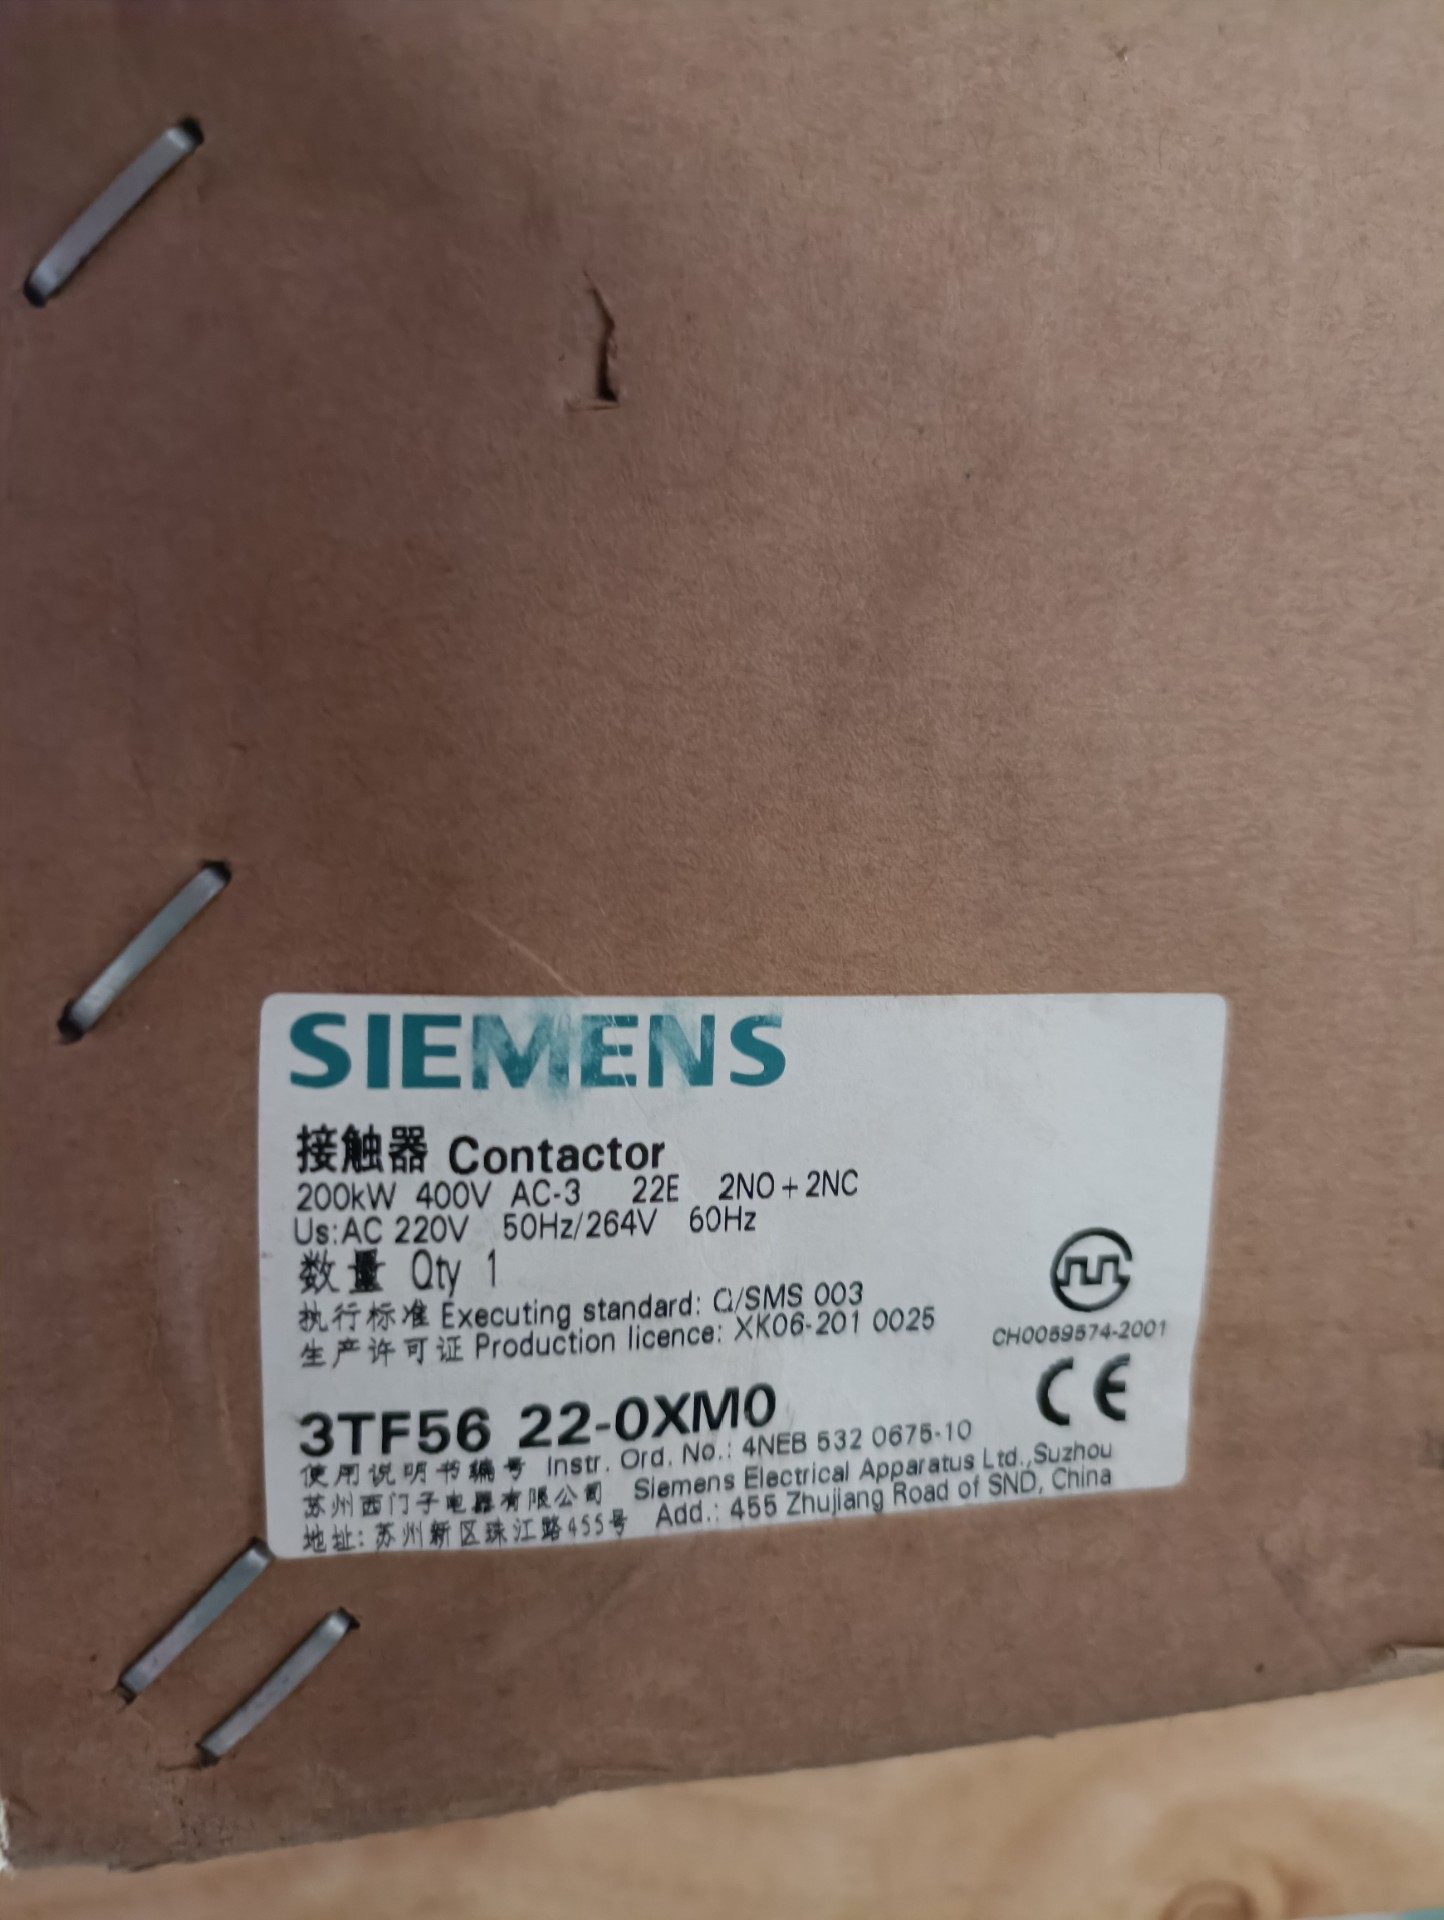 SIEMENS
接触器 Contactor
200kW 400V AC-3 22E 2NO+2NC
Us:AC 220V 50Hz/264V 60Hz
数量 Qty 1
执行标准 Executing standard: Q/SMS 003
生产许可证 Production licence: XK06-201 0025
CH0059574-2001
CE
3TF56 22-0XM0
使用说明书编号 Instr. Ord. No.: 4NEB 532 0675-10
苏州西门子电器有限公司 Siemens Electrical Apparatus Ltd.,Suzhou
地址: 苏州新区珠江路455号 Add.: 455 Zhujiang Road of SND, China